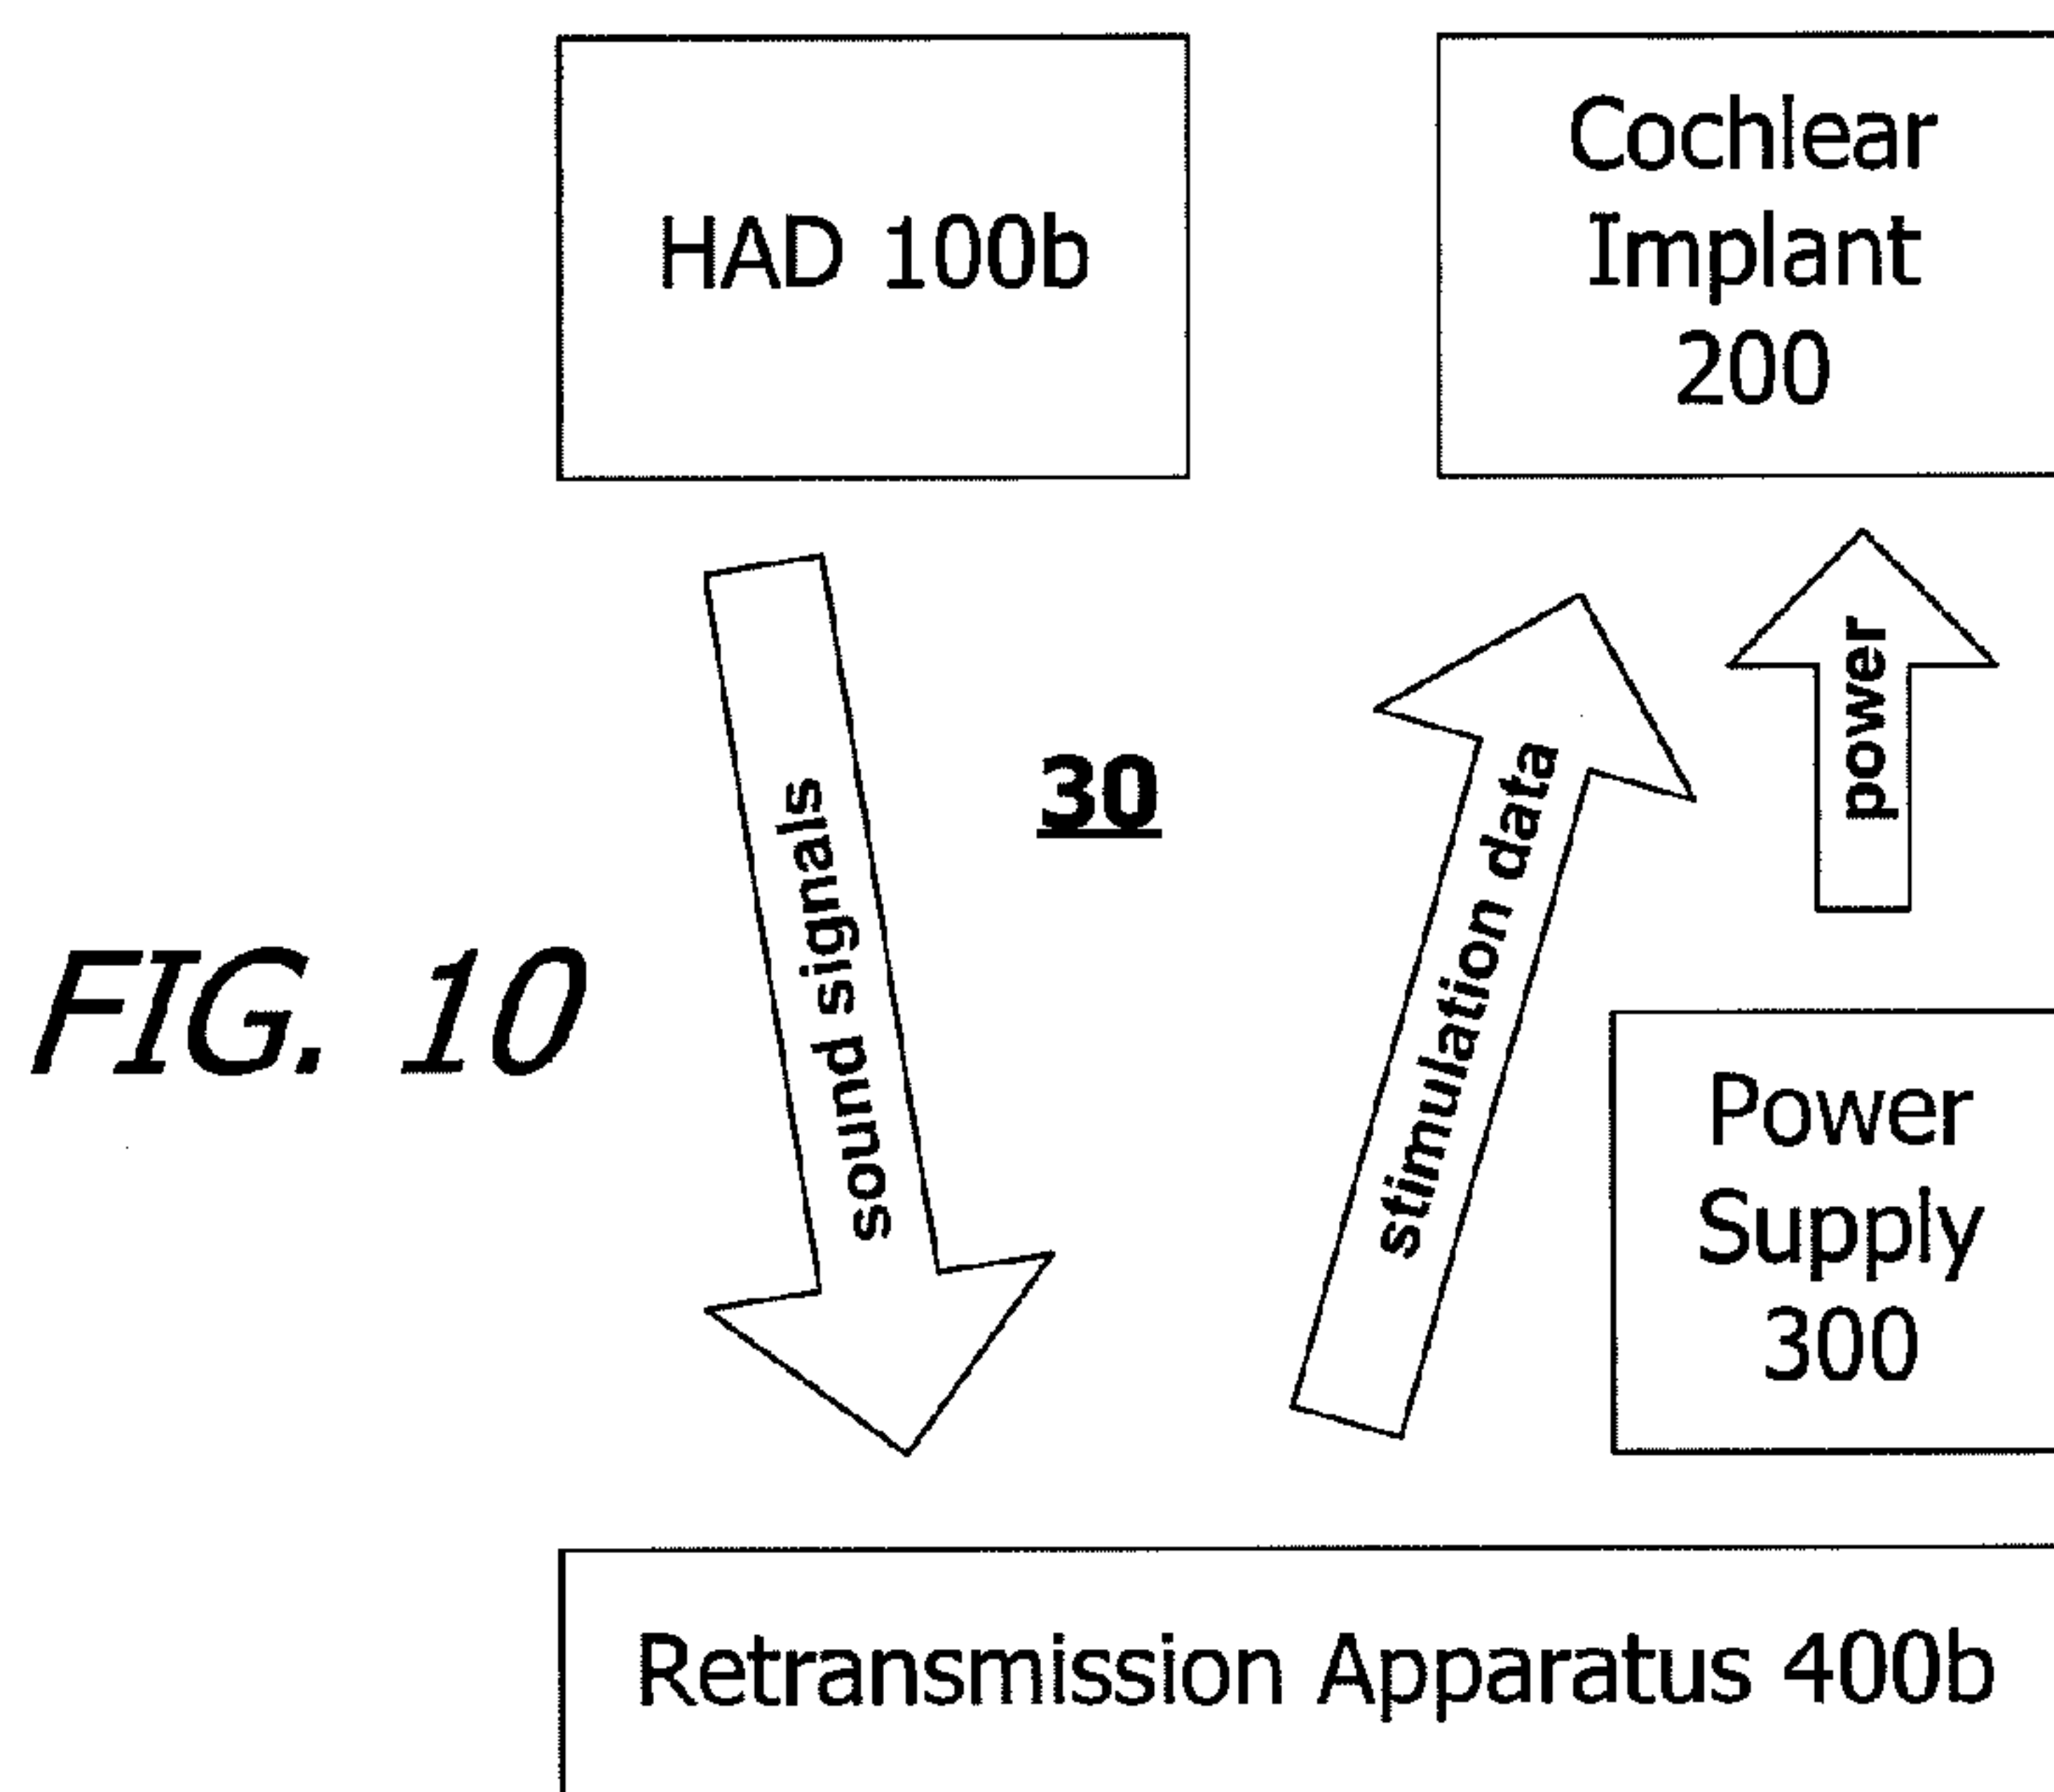 HAD 100b
Cochlear
Implant
200
sound signals
30
stimulation data
power
FIG. 10
Power
Supply
300
Retransmission Apparatus 400b